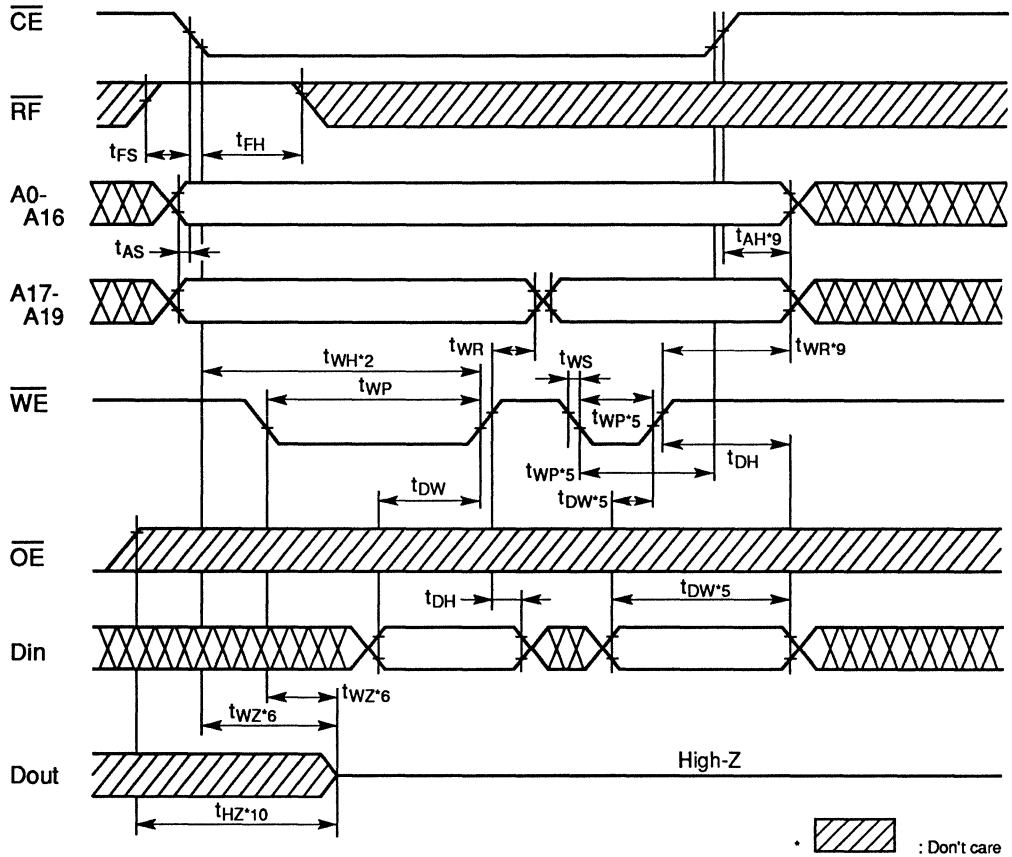 CE
RF
tFS
tFH
A0-
A16
tAS
tAH*9
A17-
A19
tWR
tWS
tWR*9
tWH*2
WE
tWP
tWP*5
tWP*5
tDH
tDW
tDW*5
OE
tDH
tDW*5
Din
tWZ*6
tWZ*6
Dout
High-Z
tHZ*10
* : Don't care